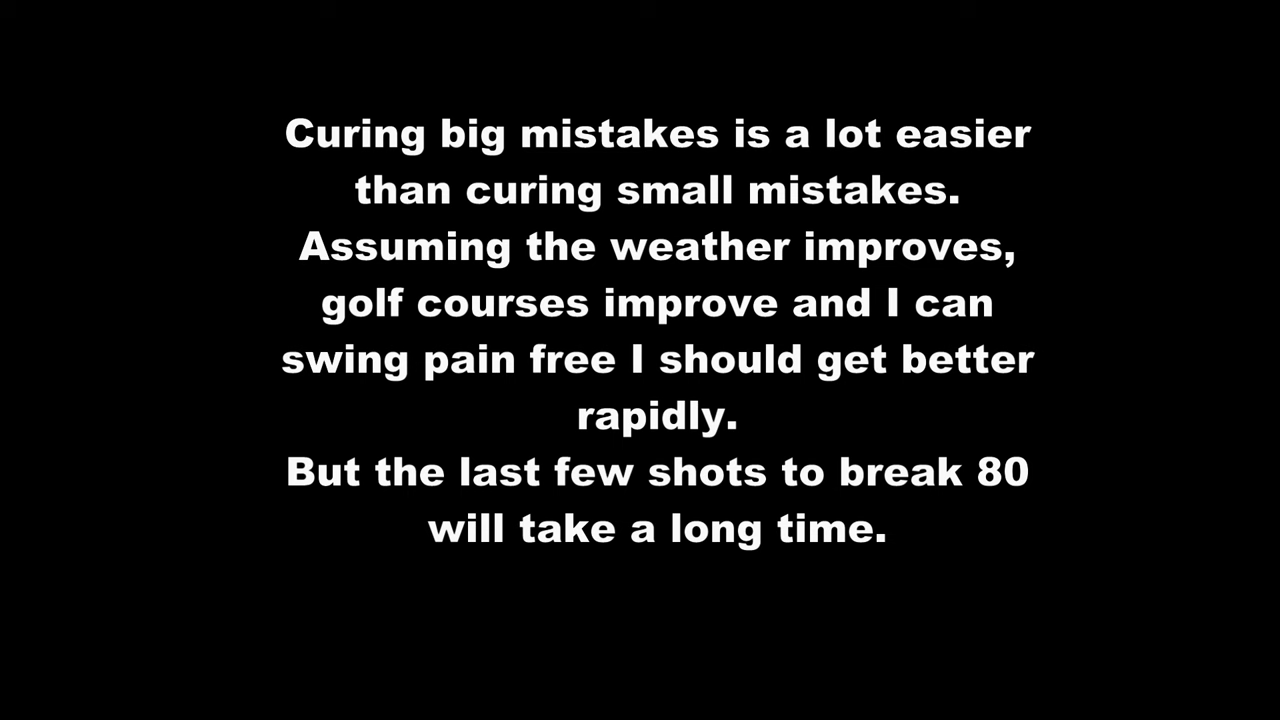 Curing big mistakes is a lot easier
than curing small mistakes.
Assuming the weather improves,
golf courses improve and I can
swing pain free I should get better
rapidly.
But the last few shots to break 80
will take a long time.